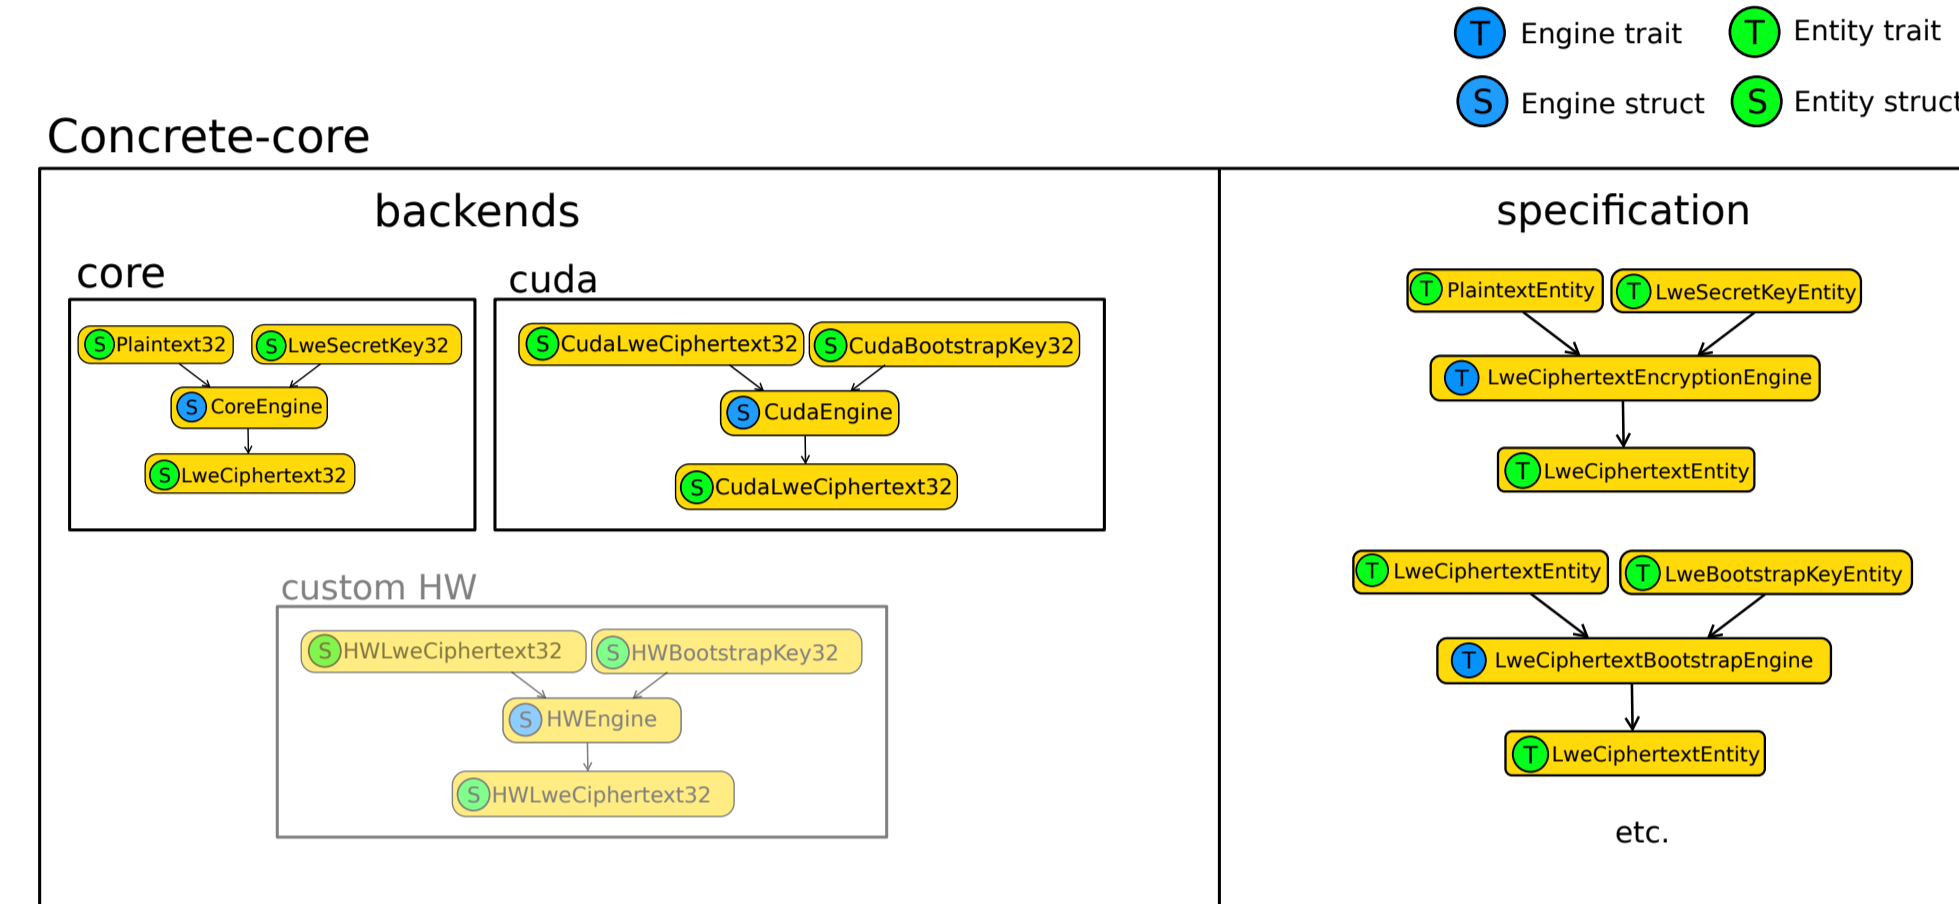 T Engine trait T Entity trait
S Engine struct S Entity struct
Concrete-core
backends
core
S Plaintext32 S LweSecretKey32
S CoreEngine
S LweCiphertext32
cuda
S CudaLweCiphertext32 S CudaBootstrapKey32
S CudaEngine
S CudaLweCiphertext32
custom HW
S HWLweCiphertext32 S HWBootstrapKey32
S HWEngine
S HWLweCiphertext32
specification
T PlaintextEntity T LweSecretKeyEntity
T LweCiphertextEncryptionEngine
T LweCiphertextEntity
T LweCiphertextEntity T LweBootstrapKeyEntity
T LweCiphertextBootstrapEngine
T LweCiphertextEntity
etc.